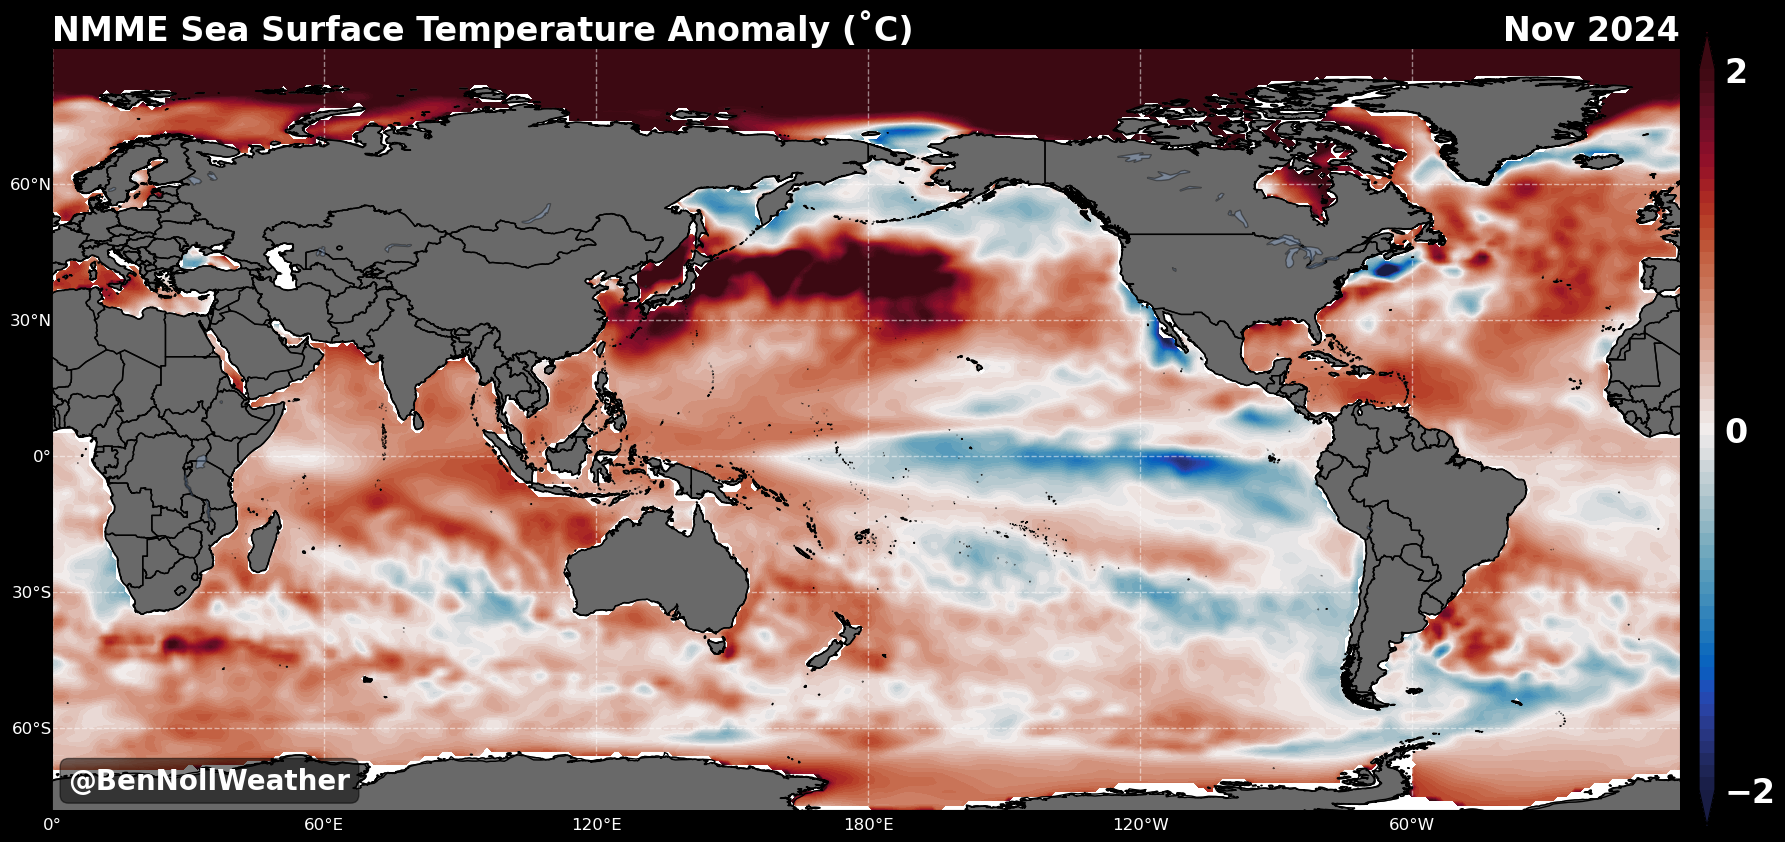 NMME Sea Surface Temperature Anomaly (˚C)
Nov 2024
2
60°N
30°N
0
0°
30°S
60°S
@BenNollWeather
−2
0°
60°E
120°E
180°E
120°W
60°W